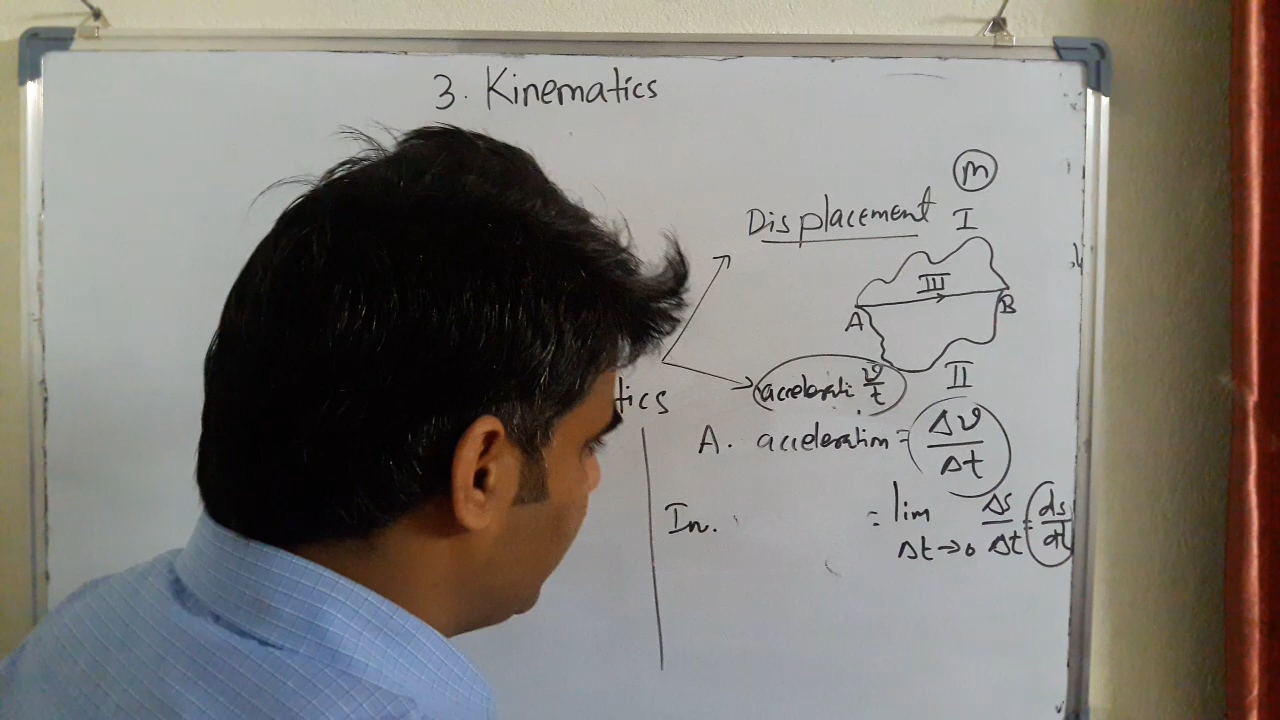 3. Kinematics
m
Displacement I
III
A B
II
tics
accelerati v/t
A. acceleration = Δv/Δt
In. = lim Δt→0 Δs/Δt = ds/dt